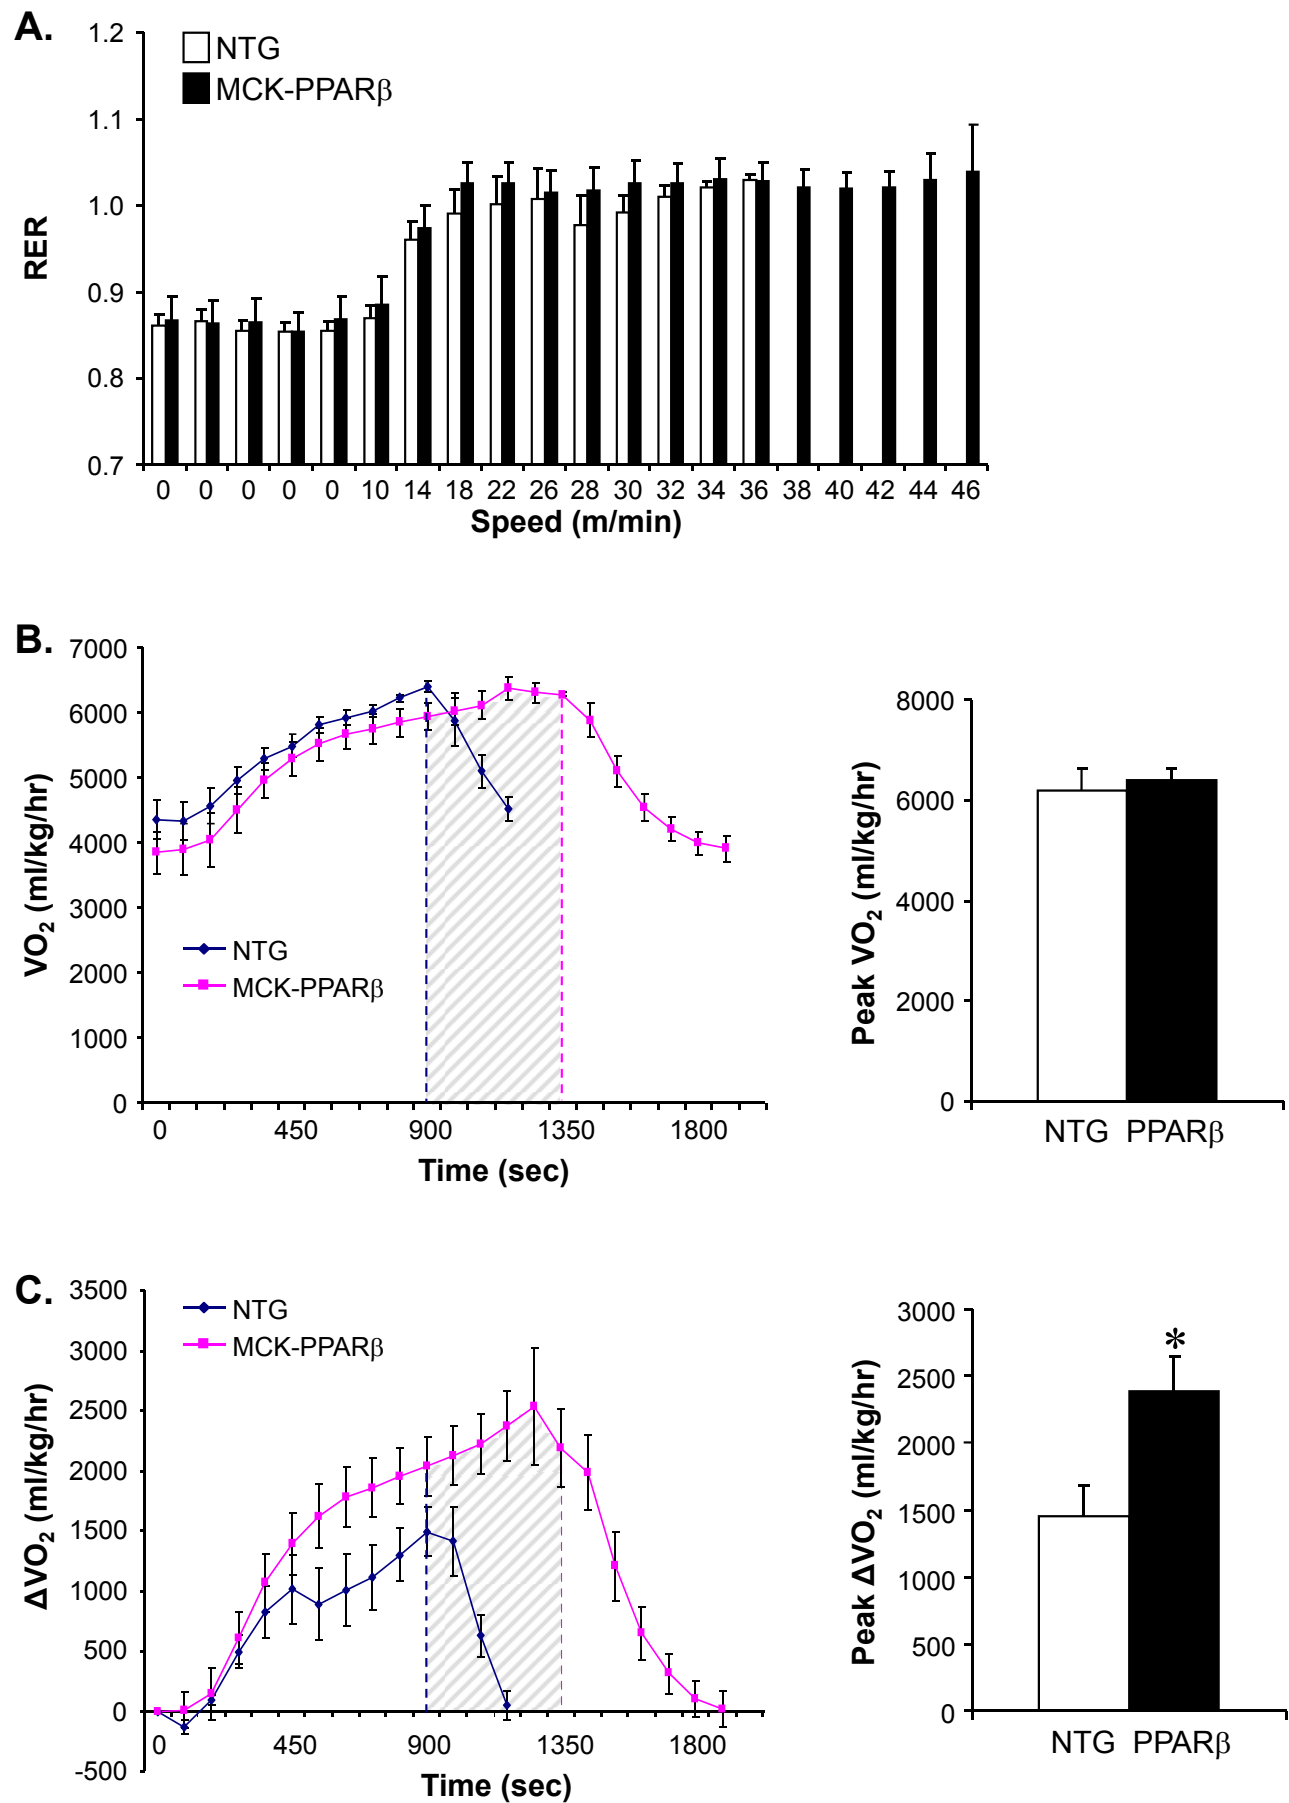 A.
1.2
NTG
MCK-PPARβ
1.1
1.0
RER
0.9
0.8
0.7
0 0 0 0 0 10 14 18 22 26 28 30 32 34 36 38 40 42 44 46
Speed (m/min)
B.
7000
6000
5000
4000
3000
2000
1000
0
VO2 (ml/kg/hr)
NTG
MCK-PPARβ
0 450 900 1350 1800
Time (sec)
8000
6000
4000
2000
0
Peak VO2 (ml/kg/hr)
NTG PPARβ
C.
3500
3000
2500
2000
1500
1000
500
0
-500
ΔVO2 (ml/kg/hr)
NTG
MCK-PPARβ
0 450 900 1350 1800
Time (sec)
3000
2500
2000
1500
1000
500
0
Peak ΔVO2 (ml/kg/hr)
*
NTG PPARβ